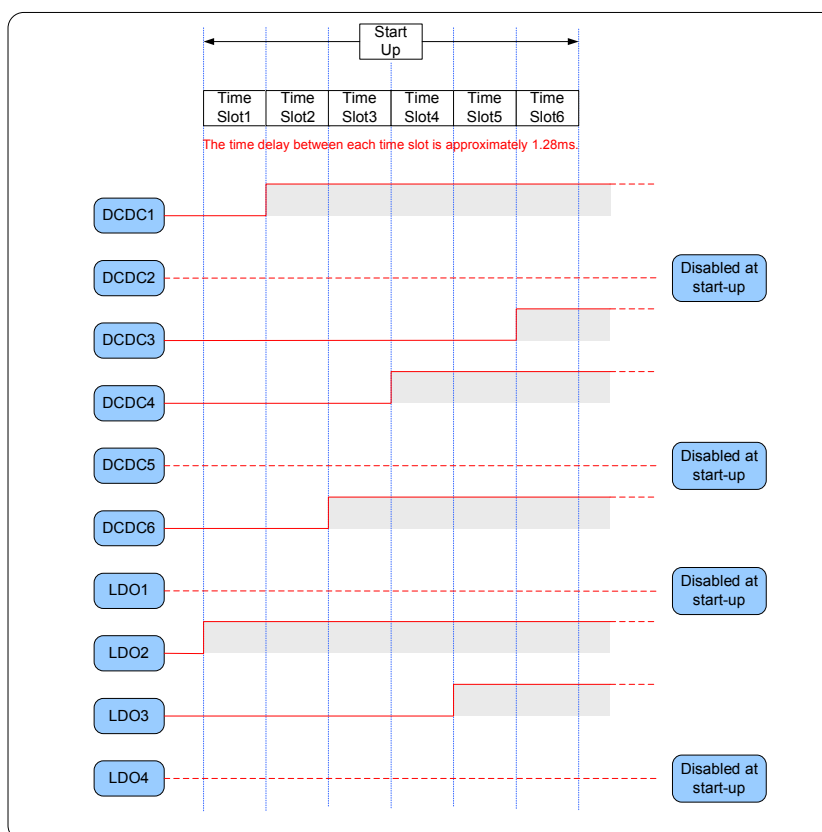 Start
Up
Time
Slot1
Time
Slot2
Time
Slot3
Time
Slot4
Time
Slot5
Time
Slot6
The time delay between each time slot is approximately 1.28ms.
DCDC1
DCDC2
Disabled at
start-up
DCDC3
DCDC4
DCDC5
Disabled at
start-up
DCDC6
LDO1
Disabled at
start-up
LDO2
LDO3
LDO4
Disabled at
start-up